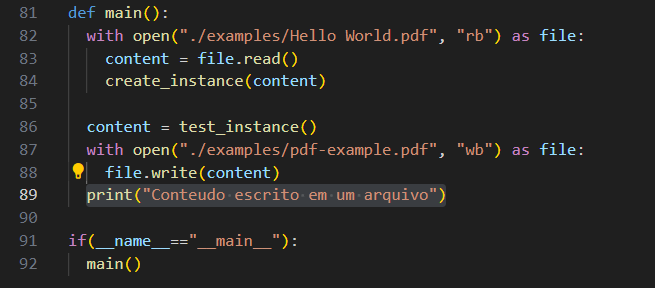 81 def main():
82 with open("./examples/Hello World.pdf", "rb") as file:
83 content = file.read()
84 create_instance(content)
85
86 content = test_instance()
87 with open("./examples/pdf-example.pdf", "wb") as file:
88 file.write(content)
89 print("Conteudo escrito em um arquivo")
90
91 if(__name__=="__main__"):
92 main()